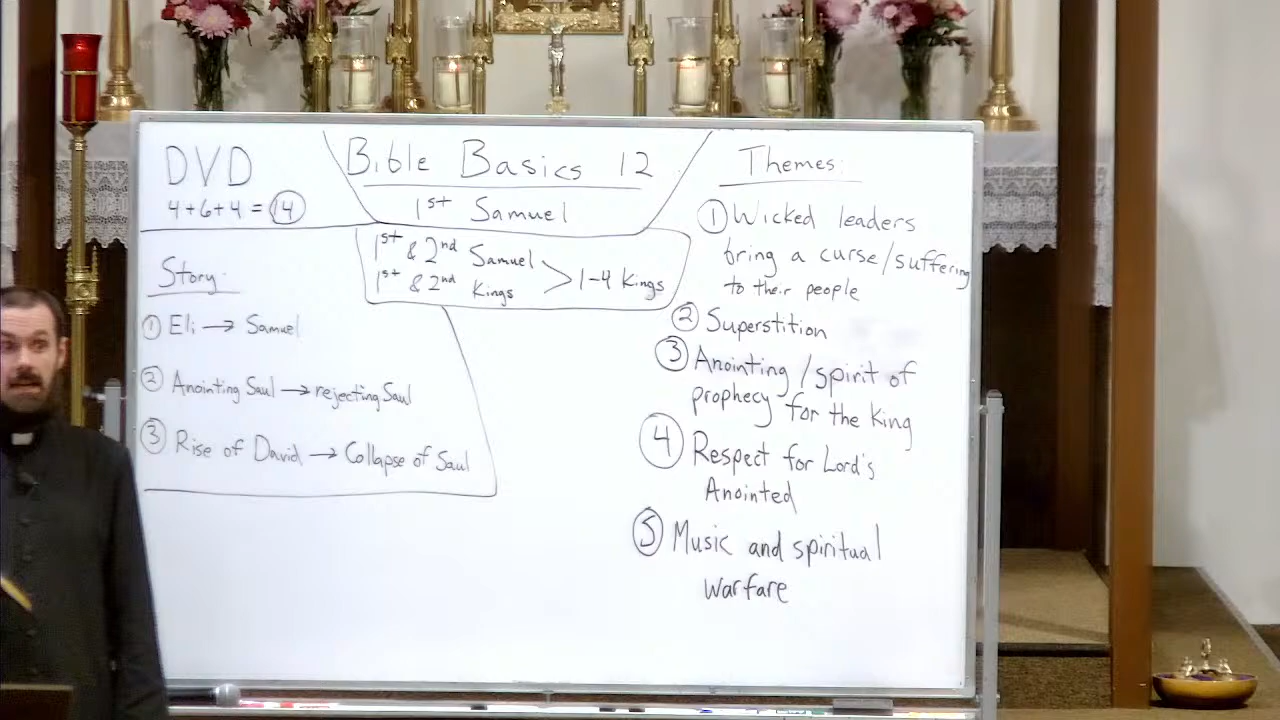 DVD
4+6+4 = 14
Bible Basics 12
1st Samuel
1st & 2nd Samuel
1st & 2nd Kings
> 1-4 Kings
Story:
① Eli → Samuel
② Anointing Saul → rejecting Saul
③ Rise of David → Collapse of Saul
Themes:
① Wicked leaders
bring a curse/suffering
to their people
② Superstition
③ Anointing/spirit of
prophecy for the King
④ Respect for Lord's
Anointed
⑤ Music and spiritual
warfare